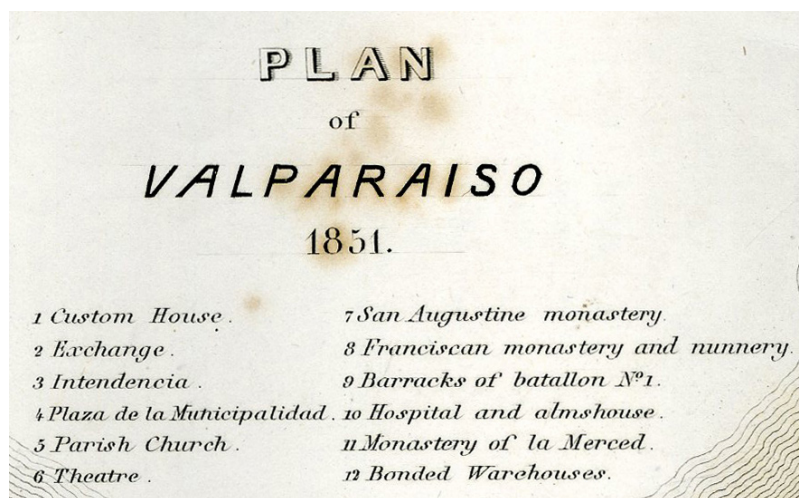 PLAN
of
VALPARAISO
1851.
1 Custom House.
2 Exchange.
3 Intendencia.
4 Plaza de la Municipalidad.
5 Parish Church.
6 Theatre.
7 San Augustine monastery.
8 Franciscan monastery and nunnery.
9 Barracks of batallon Nº1.
10 Hospital and almshouse.
11 Monastery of la Merced.
12 Bonded Warehouses.